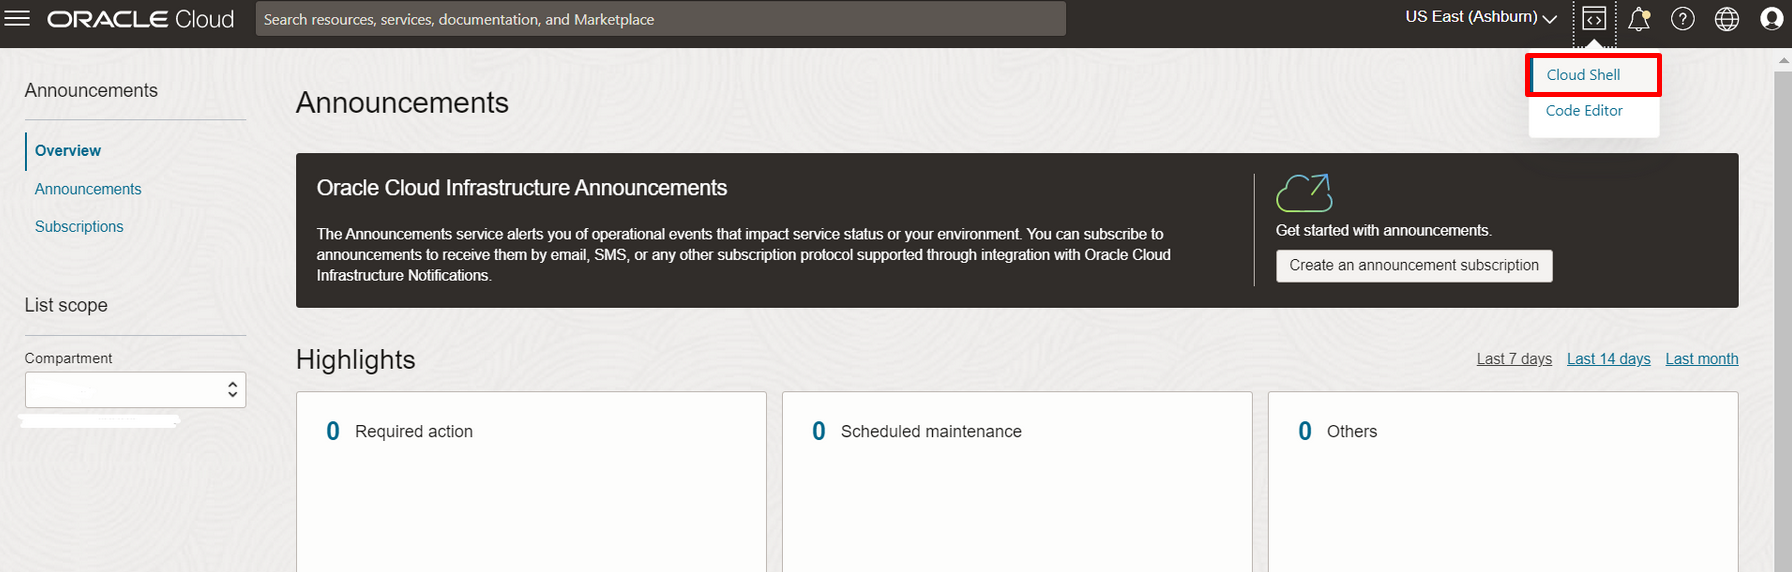 ORACLE Cloud
Search resources, services, documentation, and Marketplace
US East (Ashburn)
Cloud Shell
Code Editor
Announcements
Overview
Announcements
Subscriptions
List scope
Compartment
Announcements
Oracle Cloud Infrastructure Announcements
The Announcements service alerts you of operational events that impact service status or your environment. You can subscribe to
announcements to receive them by email, SMS, or any other subscription protocol supported through integration with Oracle Cloud
Infrastructure Notifications.
Get started with announcements.
Create an announcement subscription
Highlights
Last 7 days Last 14 days Last month
0 Required action
0 Scheduled maintenance
0 Others